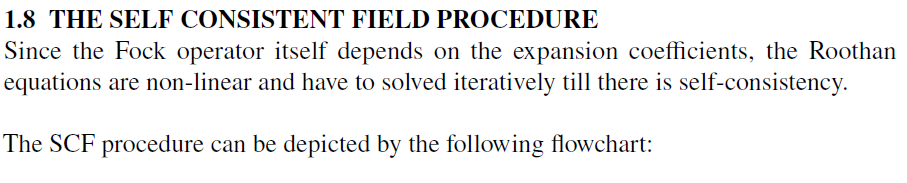 1.8 THE SELF CONSISTENT FIELD PROCEDURE
Since the Fock operator itself depends on the expansion coefficients, the Roothan
equations are non-linear and have to solved iteratively till there is self-consistency.
The SCF procedure can be depicted by the following flowchart: